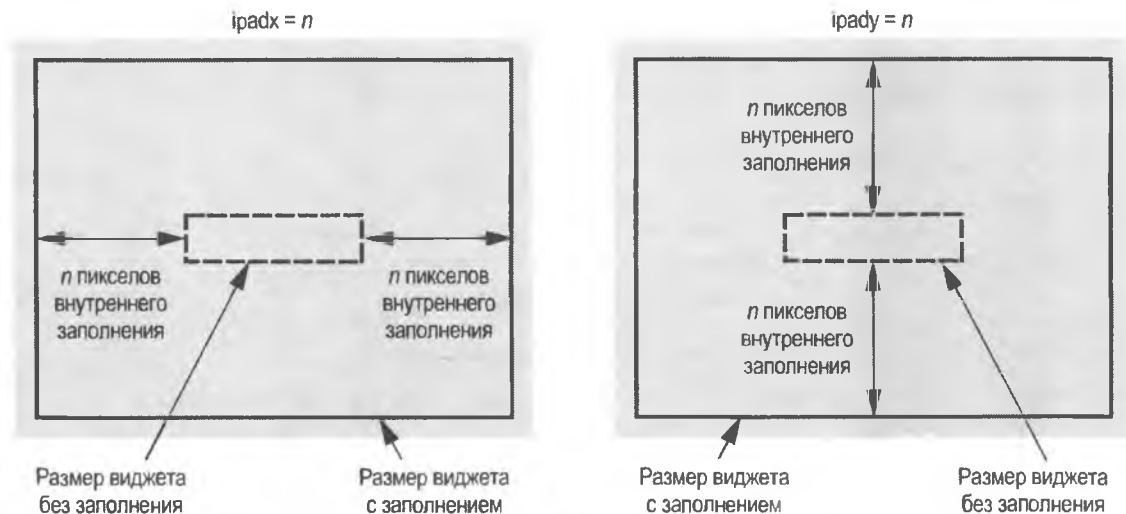 ipadx = n
n пикселов
внутреннего
заполнения
n пикселов
внутреннего
заполнения
Размер виджета
без заполнения
Размер виджета
с заполнением
ipady = n
n пикселов
внутреннего
заполнения
n пикселов
внутреннего
заполнения
Размер виджета
с заполнением
Размер виджета
без заполнения